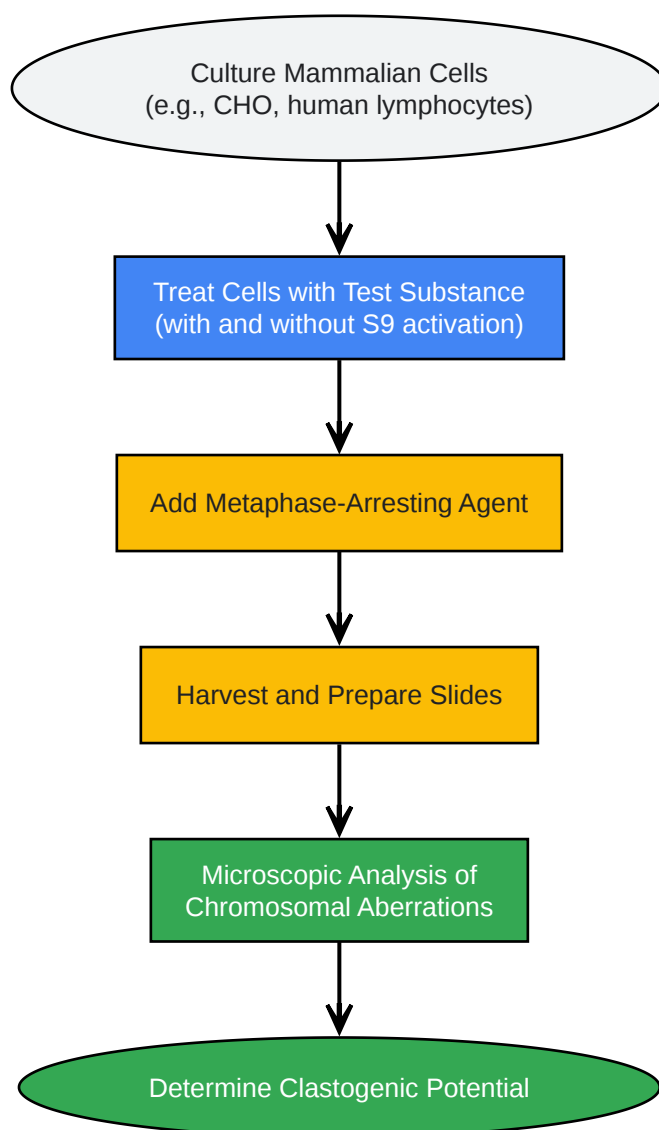 Culture Mammalian Cells
(e.g., CHO, human lymphocytes)
Treat Cells with Test Substance
(with and without S9 activation)
Add Metaphase-Arresting Agent
Harvest and Prepare Slides
Microscopic Analysis of
Chromosomal Aberrations
Determine Clastogenic Potential